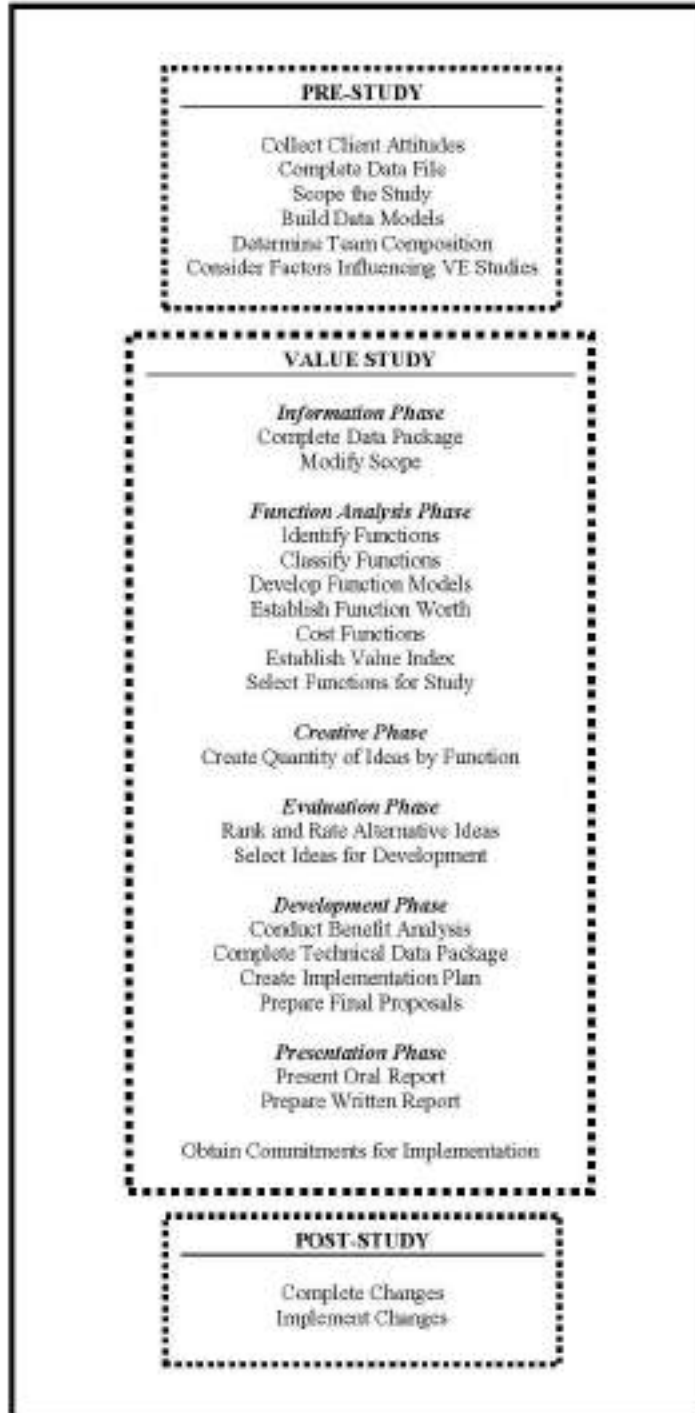 PRE-STUDY
Collect Client Attitudes
Complete Data File
Scope the Study
Build Data Models
Determine Team Composition
Consider Factors Influencing VE Studies
VALUE STUDY
Information Phase
Complete Data Package
Modify Scope
Function Analysis Phase
Identify Functions
Classify Functions
Develop Function Models
Establish Function Worth
Cost Functions
Establish Value Index
Select Functions for Study
Creative Phase
Create Quantity of Ideas by Function
Evaluation Phase
Rank and Rate Alternative Ideas
Select Ideas for Development
Development Phase
Conduct Benefit Analysis
Complete Technical Data Package
Create Implementation Plan
Prepare Final Proposals
Presentation Phase
Present Oral Report
Prepare Written Report
Obtain Commitments for Implementation
POST-STUDY
Complete Changes
Implement Changes